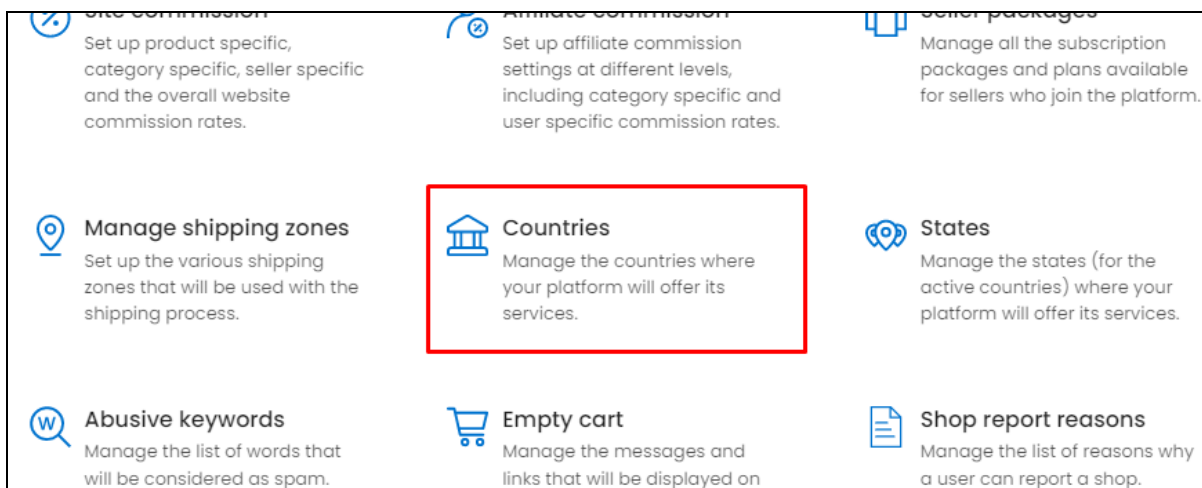 Site commission
Set up product specific,
category specific, seller specific
and the overall website
commission rates.
Affiliate commission
Set up affiliate commission
settings at different levels,
including category specific and
user specific commission rates.
Seller packages
Manage all the subscription
packages and plans available
for sellers who join the platform.
Manage shipping zones
Set up the various shipping
zones that will be used with the
shipping process.
Countries
Manage the countries where
your platform will offer its
services.
States
Manage the states (for the
active countries) where your
platform will offer its services.
W
Abusive keywords
Manage the list of words that
will be considered as spam.
Empty cart
Manage the messages and
links that will be displayed on
Shop report reasons
Manage the list of reasons why
a user can report a shop.